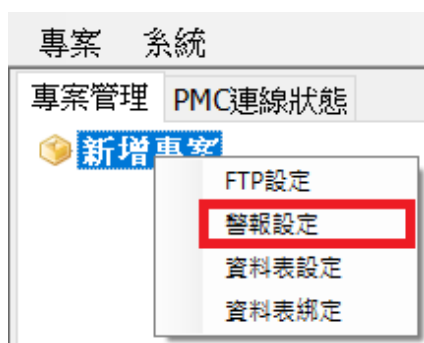 專案 系統
專案管理 PMC連線狀態
新增專案
FTP設定
警報設定
資料表設定
資料表綁定